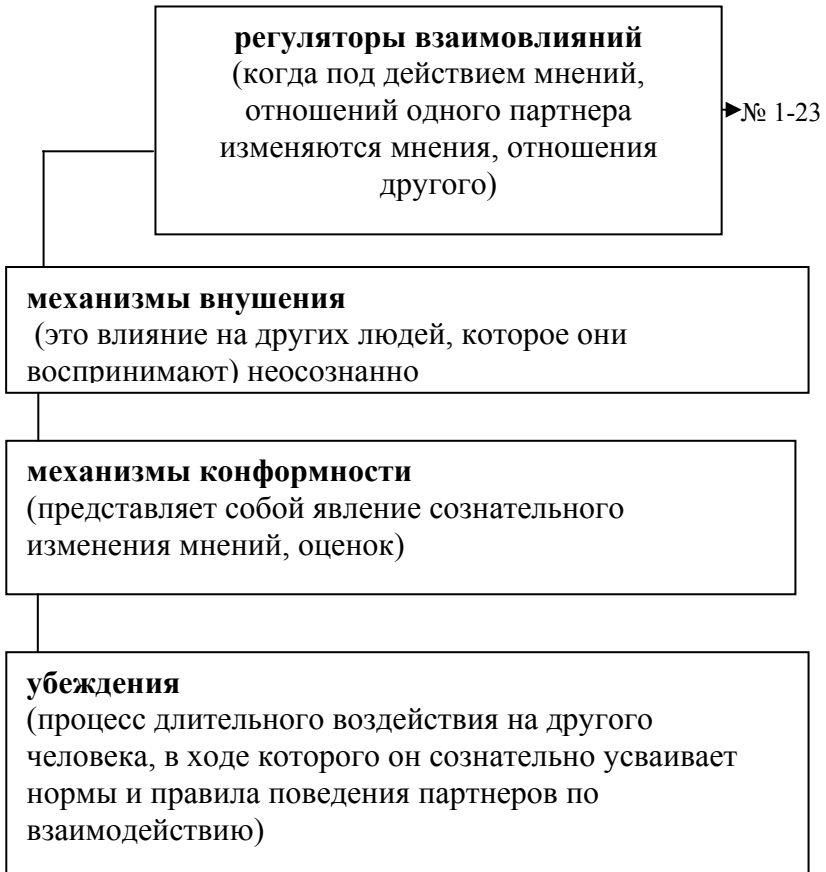 регуляторы взаимовлияний
(когда под действием мнений,
отношений одного партнера
изменяются мнения, отношения
другого)
№ 1-23
механизмы внушения
(это влияние на других людей, которое они
воспринимают) неосознанно
механизмы конформности
(представляет собой явление сознательного
изменения мнений, оценок)
убеждения
(процесс длительного воздействия на другого
человека, в ходе которого он сознательно усваивает
нормы и правила поведения партнеров по
взаимодействию)